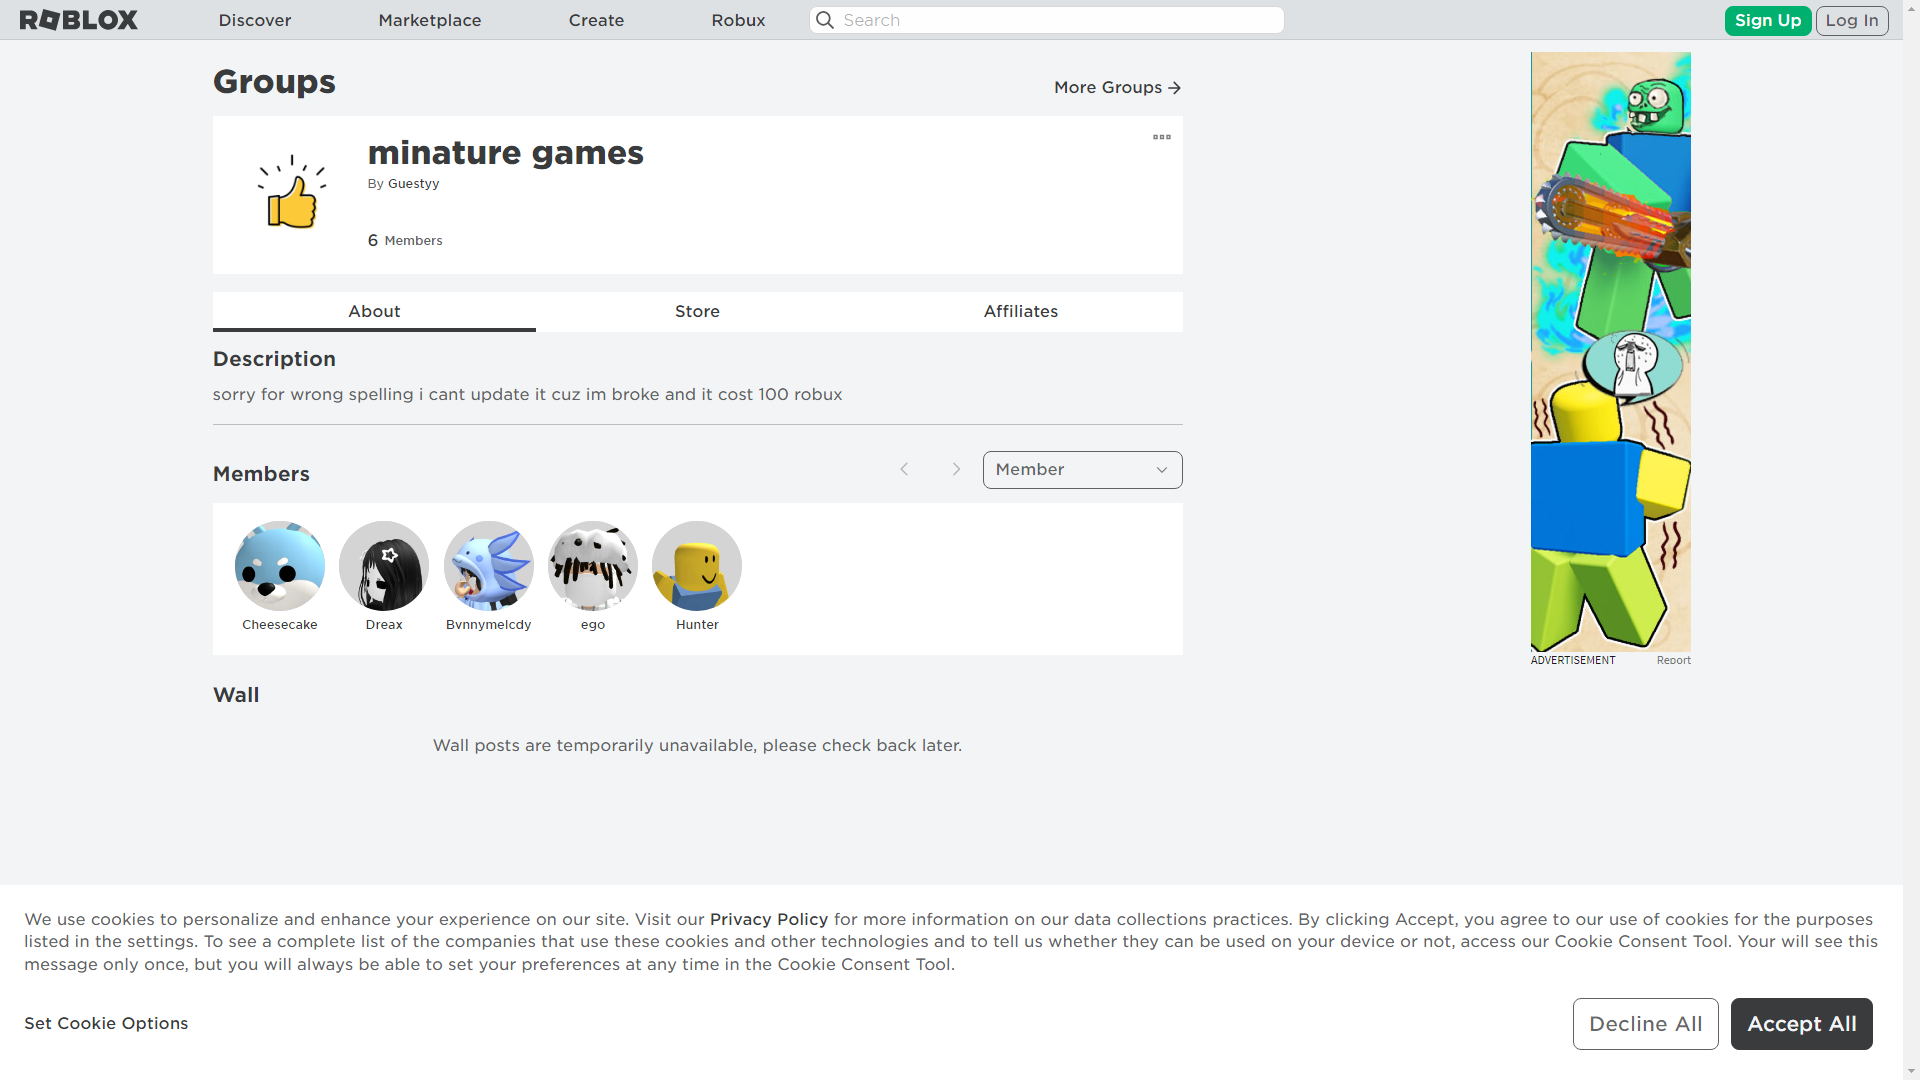 ROBLOX
Discover
Marketplace
Create
Robux
Search
Sign Up
Log In
Groups
More Groups
minature games
By Guestyy
6 Members
About
Store
Affiliates
Description
sorry for wrong spelling i cant update it cuz im broke and it cost 100 robux
Members
Member
Cheesecake
Dreax
Bvnnymelcdy
ego
Hunter
Wall
Wall posts are temporarily unavailable, please check back later.
ADVERTISEMENT
Report
We use cookies to personalize and enhance your experience on our site. Visit our Privacy Policy for more information on our data collections practices. By clicking Accept, you agree to our use of cookies for the purposes
listed in the settings. To see a complete list of the companies that use these cookies and other technologies and to tell us whether they can be used on your device or not, access our Cookie Consent Tool. Your will see this
message only once, but you will always be able to set your preferences at any time in the Cookie Consent Tool.
Set Cookie Options
Decline All
Accept All